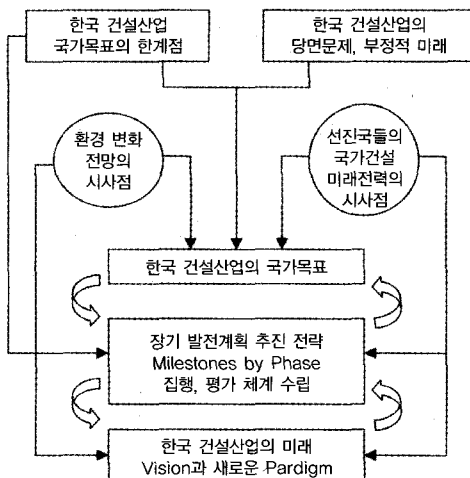 한국 건설산업
국가목표의 한계점
한국 건설산업의
당면문제, 부정적 미래
환경 변화
전망의
시사점
선진국들의
국가건설
미래전력의
시사점
한국 건설산업의 국가목표
장기 발전계획 추진 전략
Milestones by Phase
집행, 평가 체계 수립
한국 건설산업의 미래
Vision과 새로운 Pardigm